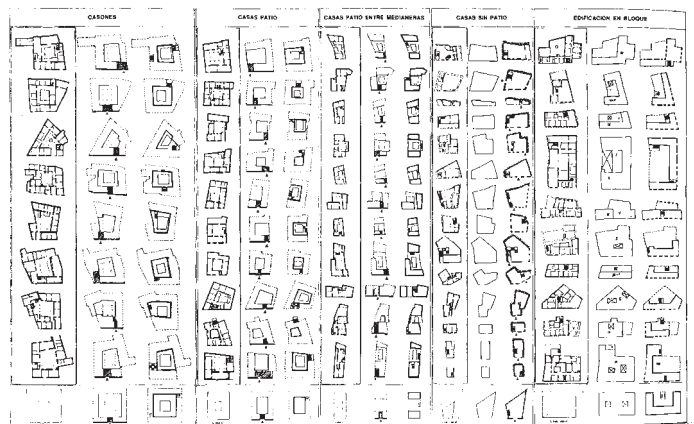 CASONES
CASAS PATIO
CASAS PATIO ENTRE MEDIANERAS
CASAS SIN PATIO
EDIFICACION EN BLOQUE